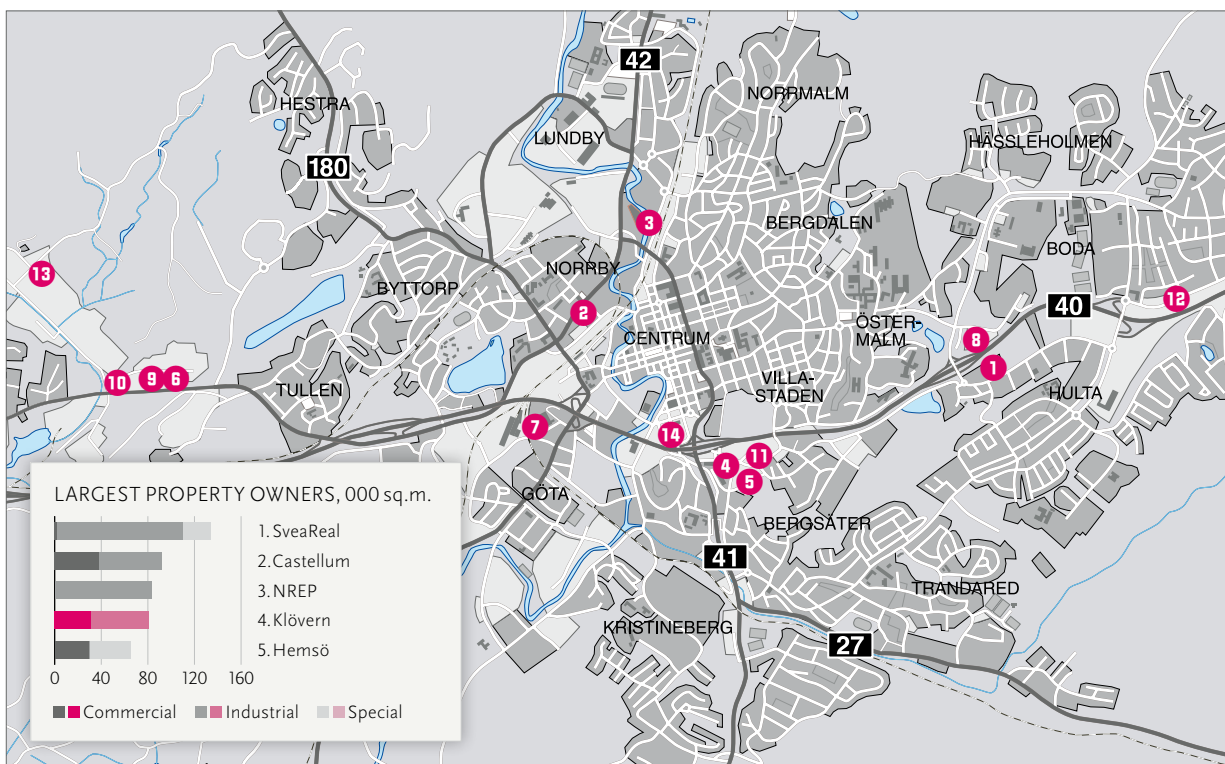 42
NORRMALM
HESTRA
LUNDBY
HÄSSLEHOLMEN
180
3
BERGDALEN
BODA
13
NORRBY
BYTTORP
12
40
2
ÖSTER-
MALM
CENTRUM
8
1
10
9
6
TULLEN
VILLA-
STADEN
HULTA
7
14
11
4
5
GÖTA
BERGSÄTER
41
TRANDARED
KRISTINEBERG
27
LARGEST PROPERTY OWNERS, 000 sq.m.
1. SveaReal
2. Castellum
3. NREP
4. Klövern
5. Hemsö
0 40 80 120 160
Commercial Industrial Special